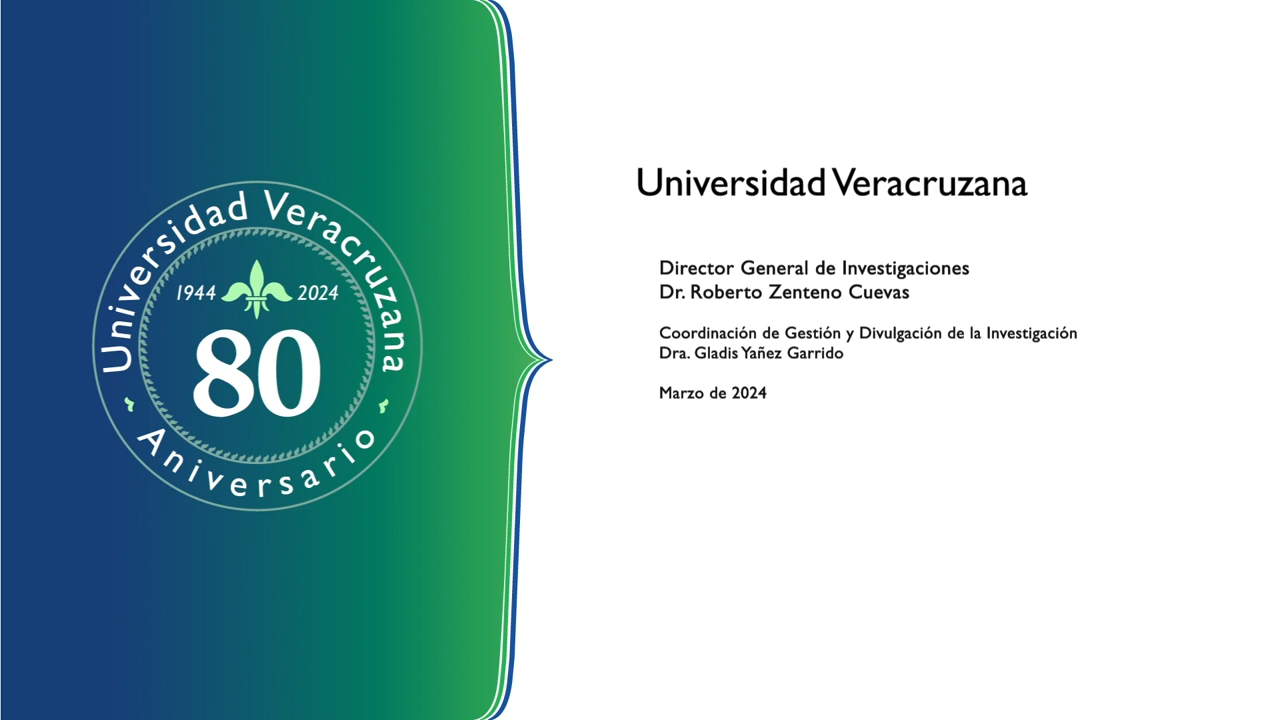 Universidad Veracruzana
1944 2024
80
Aniversario
Universidad Veracruzana
Director General de Investigaciones
Dr. Roberto Zenteno Cuevas
Coordinación de Gestión y Divulgación de la Investigación
Dra. Gladis Yañez Garrido
Marzo de 2024